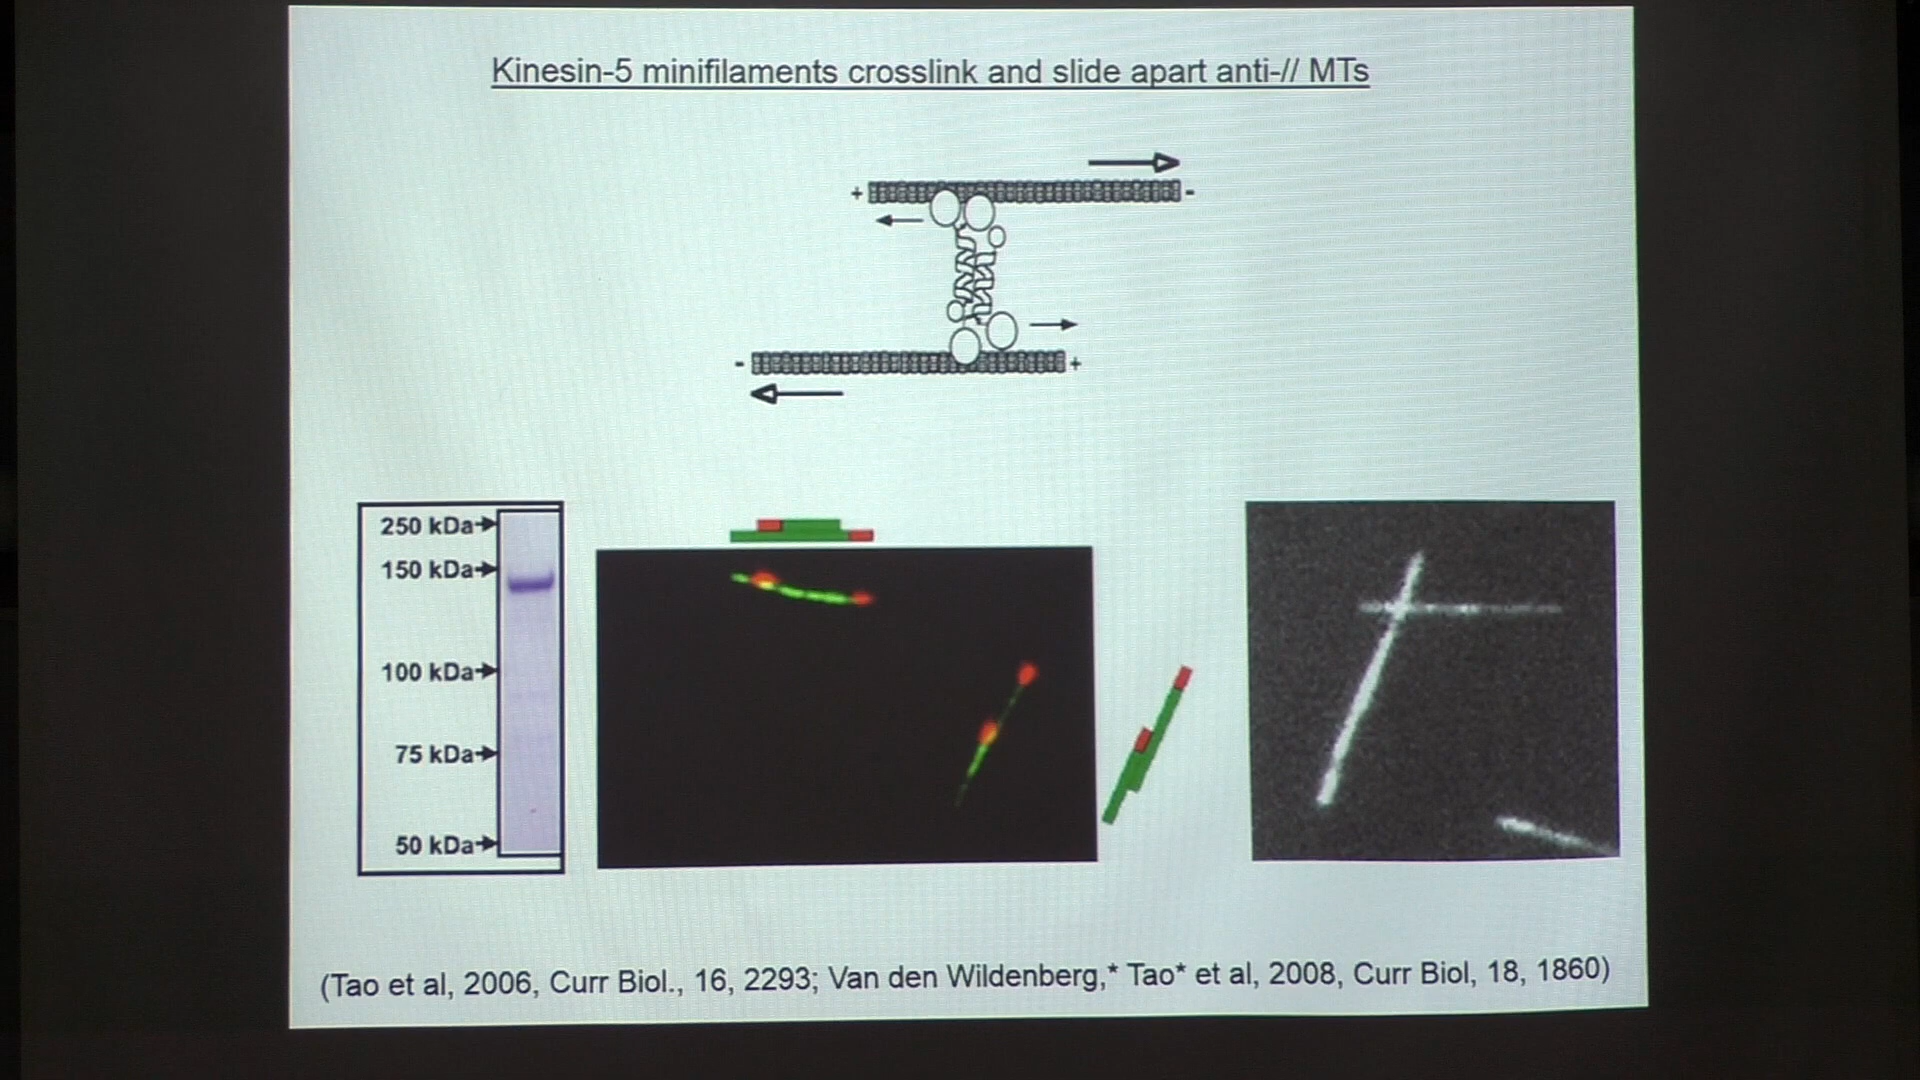 Kinesin-5 minifilaments crosslink and slide apart anti-// MTs
+ -
- +
250 kDa
150 kDa
100 kDa
75 kDa
50 kDa
(Tao et al, 2006, Curr Biol., 16, 2293; Van den Wildenberg,* Tao* et al, 2008, Curr Biol, 18, 1860)